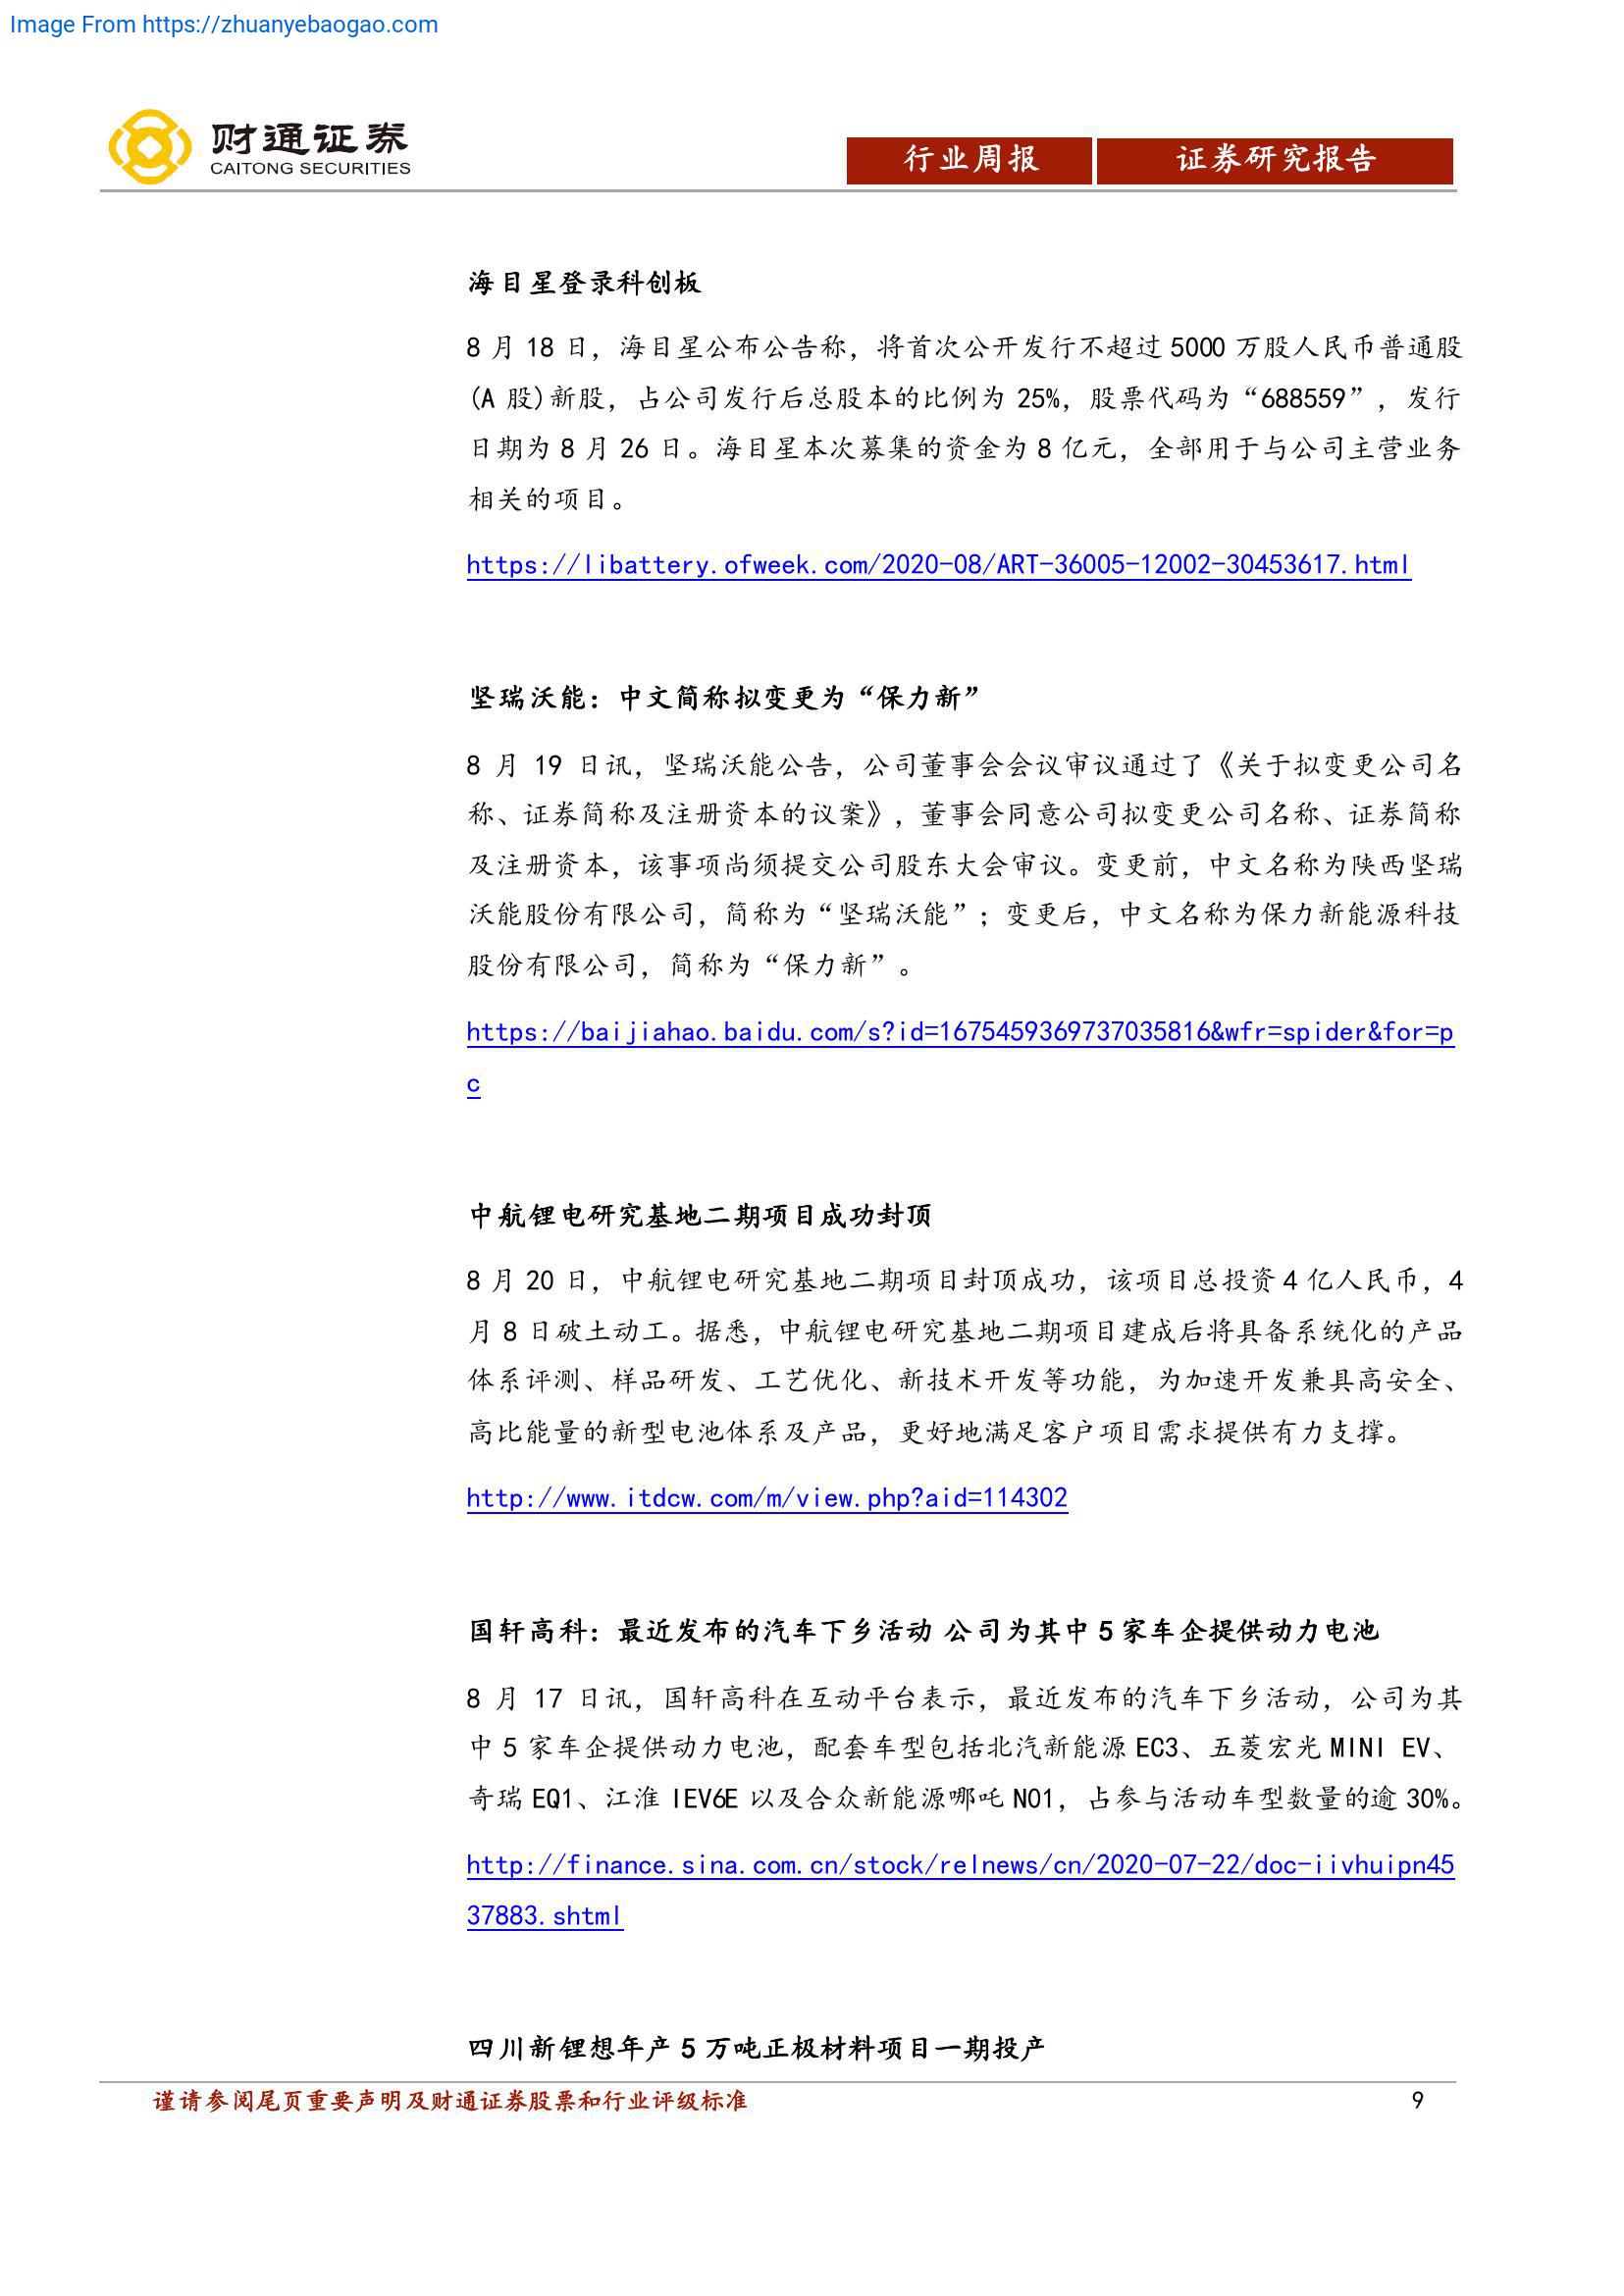 Image From https://zhuanyebaogao.com
财通证券
CAITONG SECURITIES
行业周报
证券研究报告
海目星登录科创板
8 月 18 日，海目星公布公告称，将首次公开发行不超过 5000 万股人民币普通股
(A 股)新股，占公司发行后总股本的比例为 25%，股票代码为“688559”，发行
日期为 8 月 26 日。海目星本次募集的资金为 8 亿元，全部用于与公司主营业务
相关的项目。
https://libattery.ofweek.com/2020-08/ART-36005-12002-30453617.html
坚瑞沃能：中文简称拟变更为“保力新”
8 月 19 日讯，坚瑞沃能公告，公司董事会会议审议通过了《关于拟变更公司名
称、证券简称及注册资本的议案》，董事会同意公司拟变更公司名称、证券简称
及注册资本，该事项尚须提交公司股东大会审议。变更前，中文名称为陕西坚瑞
沃能股份有限公司，简称为“坚瑞沃能”；变更后，中文名称为保力新能源科技
股份有限公司，简称为“保力新”。
https://baijiahao.baidu.com/s?id=1675459369737035816&wfr=spider&for=p
c
中航锂电研究基地二期项目成功封顶
8 月 20 日，中航锂电研究基地二期项目封顶成功，该项目总投资 4 亿人民币，4
月 8 日破土动工。据悉，中航锂电研究基地二期项目建成后将具备系统化的产品
体系评测、样品研发、工艺优化、新技术开发等功能，为加速开发兼具高安全、
高比能量的新型电池体系及产品，更好地满足客户项目需求提供有力支撑。
http://www.itdcw.com/m/view.php?aid=114302
国轩高科：最近发布的汽车下乡活动 公司为其中 5 家车企提供动力电池
8 月 17 日讯，国轩高科在互动平台表示，最近发布的汽车下乡活动，公司为其
中 5 家车企提供动力电池，配套车型包括北汽新能源 EC3、五菱宏光 MINI EV、
奇瑞 EQ1、江淮 IEV6E 以及合众新能源哪吒 N01，占参与活动车型数量的逾 30%。
http://finance.sina.com.cn/stock/relnews/cn/2020-07-22/doc-iivhuipn45
37883.shtml
四川新锂想年产 5 万吨正极材料项目一期投产
谨请参阅尾页重要声明及财通证券股票和行业评级标准
9